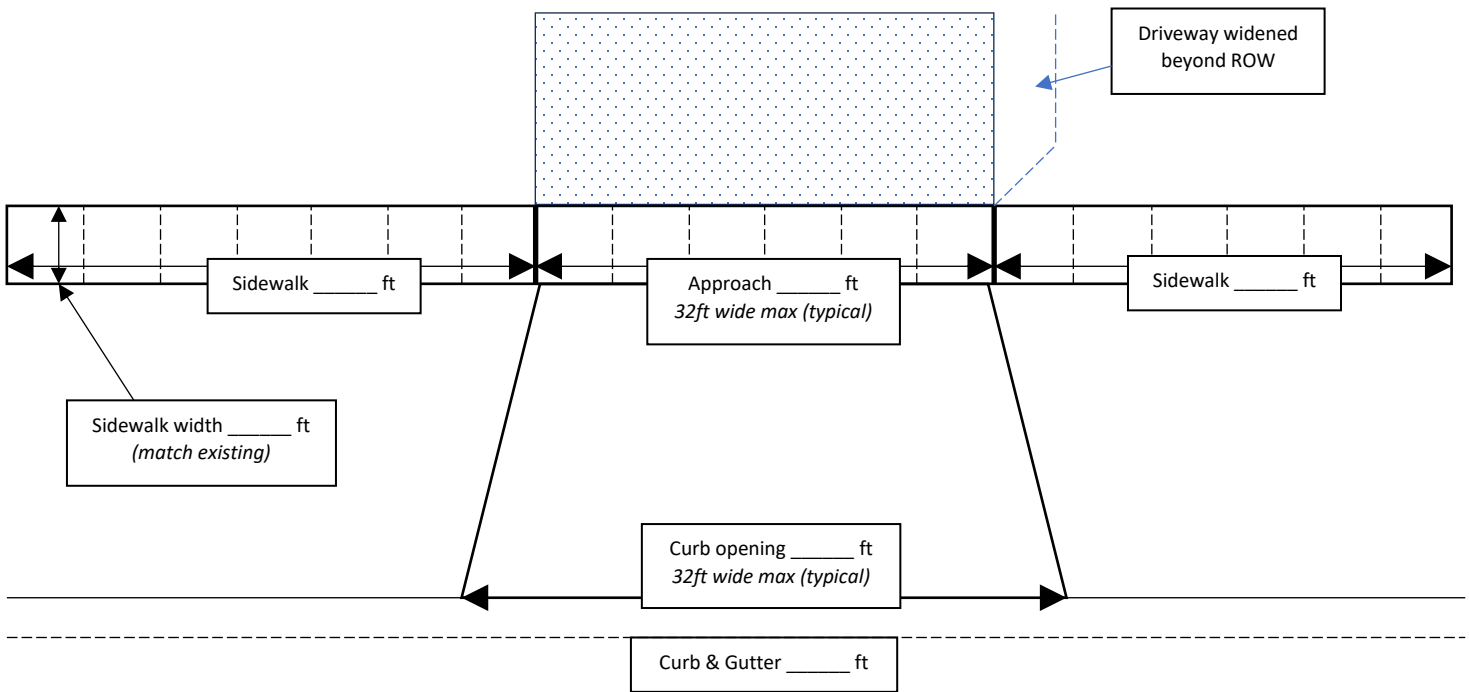 Driveway widened
beyond ROW
Sidewalk ______ ft
Approach ______ ft
32ft wide max (typical)
Sidewalk ______ ft
Sidewalk width ______ ft
(match existing)
Curb opening ______ ft
32ft wide max (typical)
Curb & Gutter ______ ft